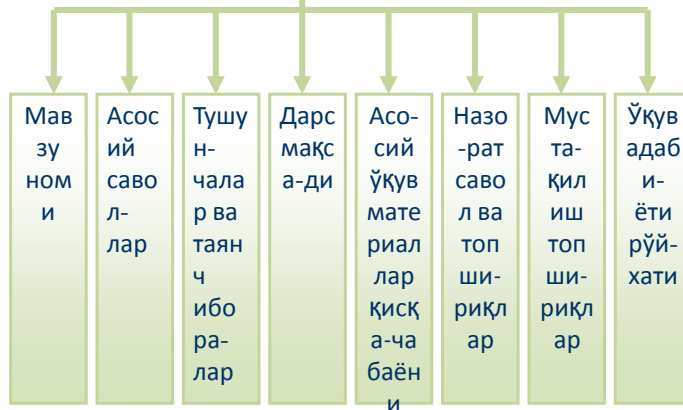 Мав
зу
ном
и
Асос
ий
саво
л-
лар
Тушу
н-
чала
р ва
таян
ч
ибо
ра-
лар
Дарс
мақс
а-ди
Асо-
сий
ўқув
мате
риал
лар
қисқ
а-ча
баён
и
Назо
-рат
саво
л ва
топ
ши-
риқл
ар
Мус
та-
қил
иш
топ
ши-
риқл
ар
Ўқув
адаб
и-
ёти
рўй-
хати